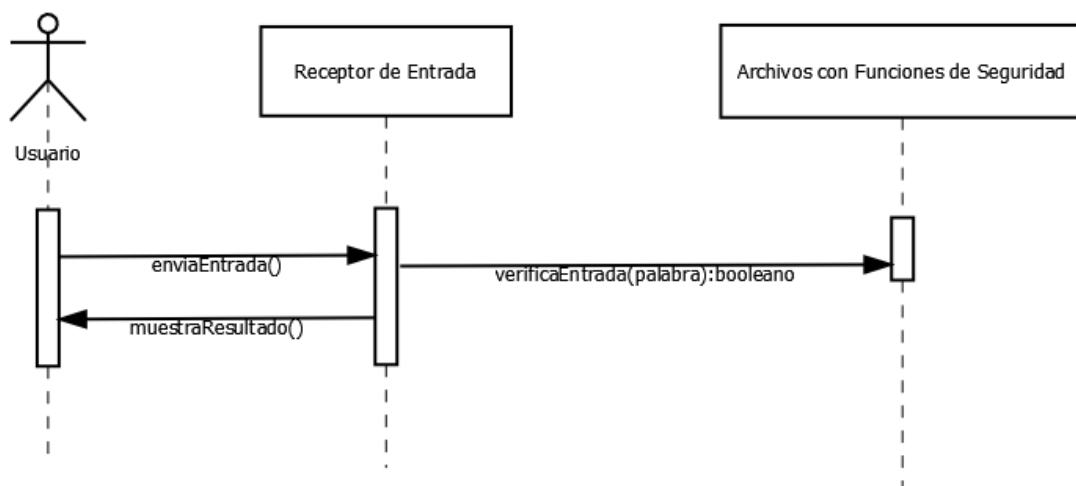 Receptor de Entrada
Archivos con Funciones de Seguridad
Usuario
enviaEntrada()
verificaEntrada(palabra):booleano
muestraResultado()